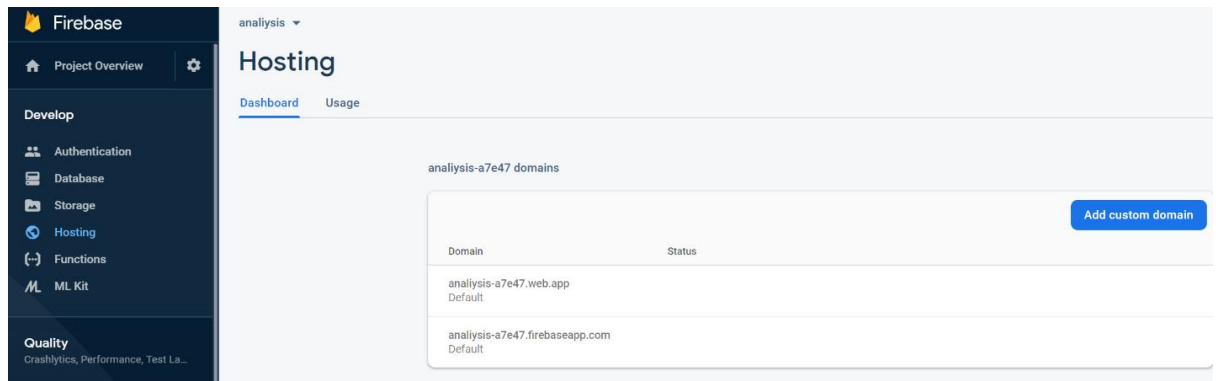 Firebase
Project Overview
Develop
Authentication
Database
Storage
Hosting
Functions
ML Kit
Quality
Crashlytics, Performance, Test La...
analiysis
Hosting
Dashboard Usage
analiysis-a7e47 domains
Add custom domain
Domain Status
analiysis-a7e47.web.app
Default
analiysis-a7e47.firebaseapp.com
Default